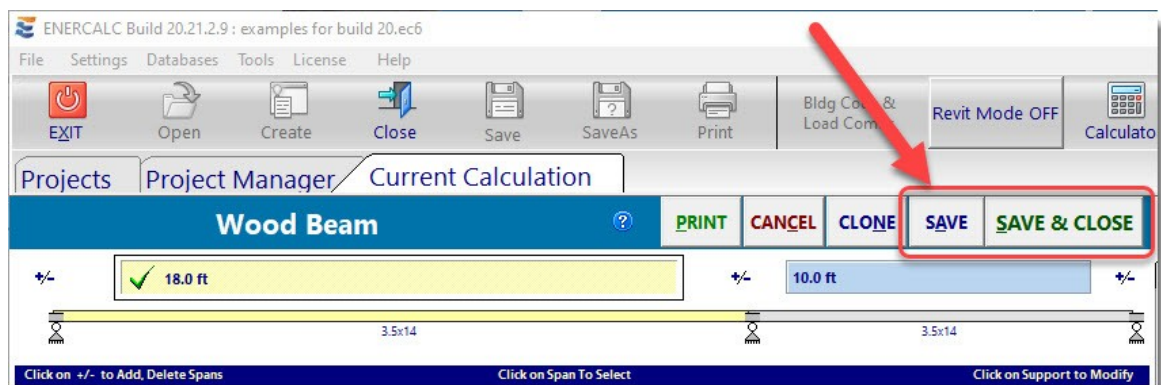 ENERCALC Build 20.21.2.9 : examples for build 20.ec6
File Settings Databases Tools License Help
EXIT Open Create Close Save SaveAs Print Bldg & Revit Mode OFF Calculato
Load
Projects Project Manager Current Calculation
Wood Beam ? PRINT CANCEL CLONE SAVE SAVE & CLOSE
+/- 18.0 ft +/- 10.0 ft +/-
3.5x14 3.5x14
Click on +/- to Add, Delete Spans Click on Span To Select Click on Support to Modify